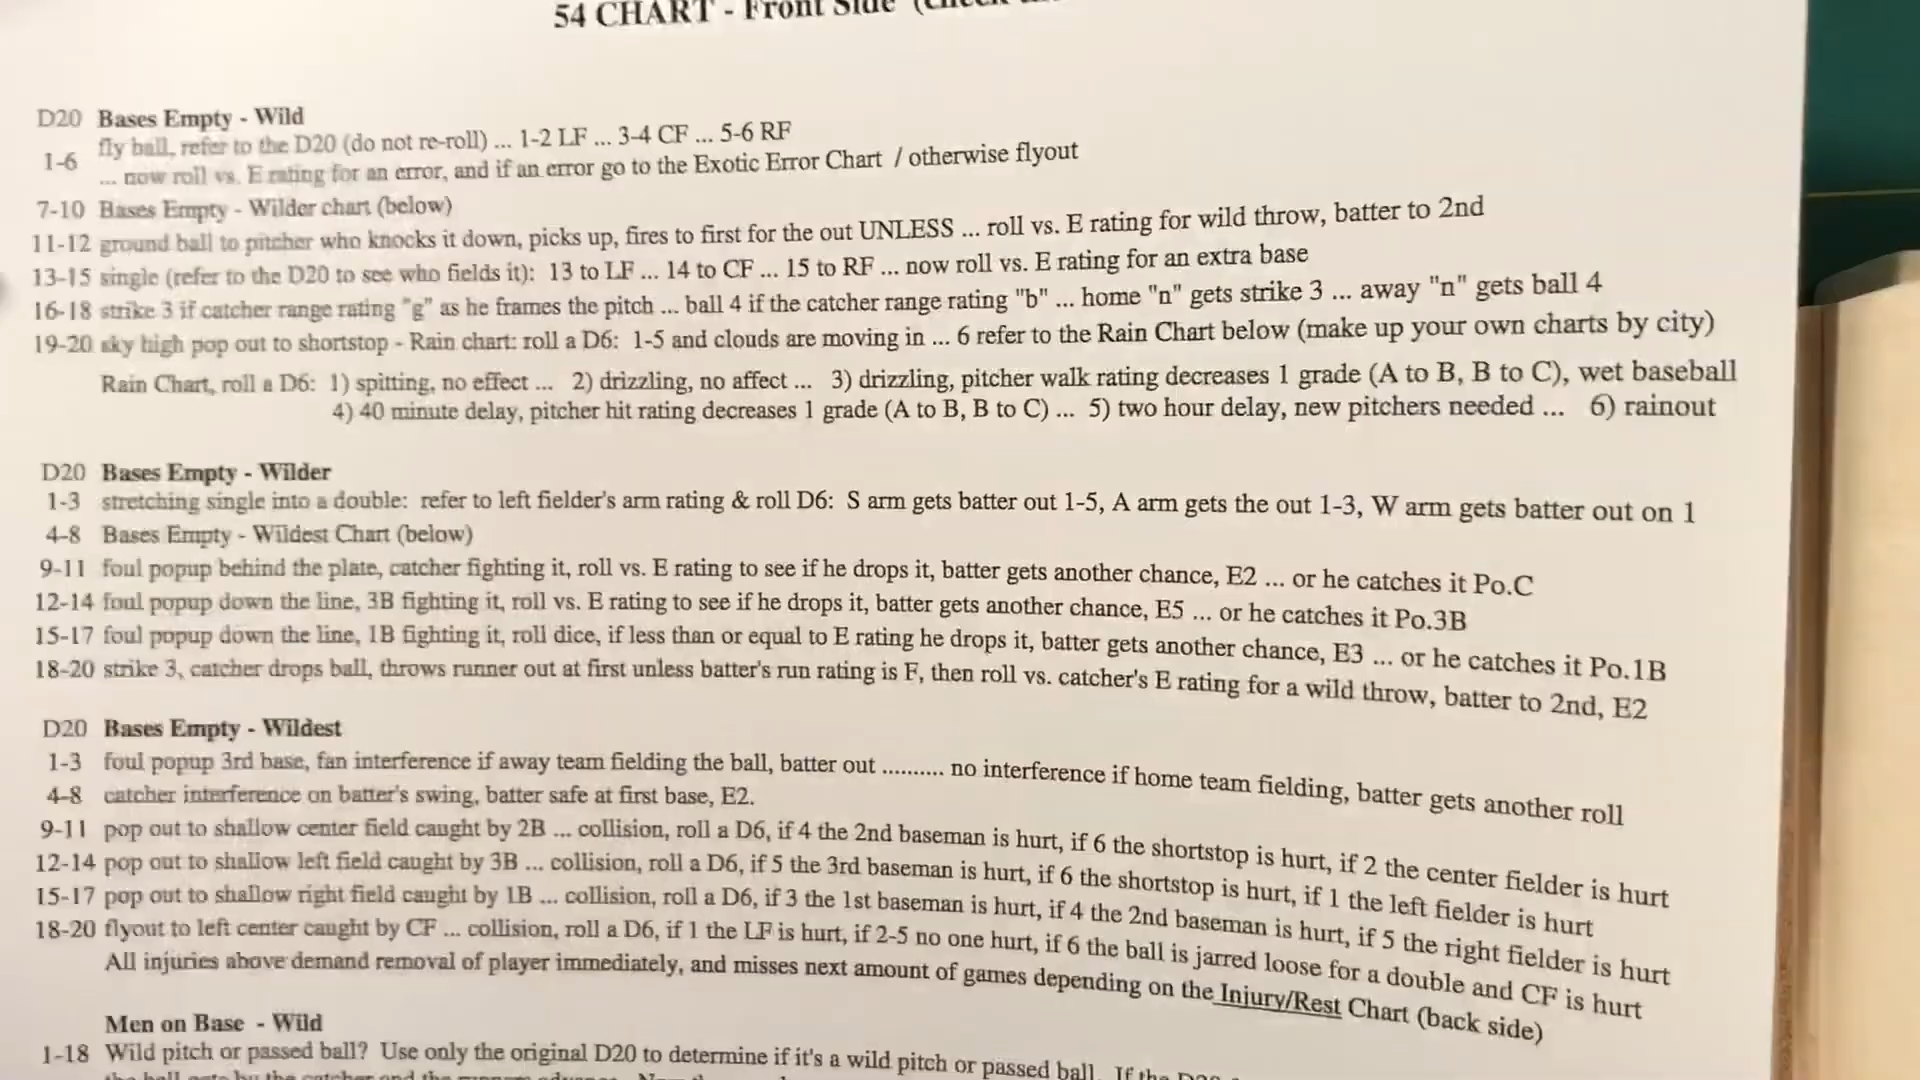 54 CHART - Front Side (check
D20 Bases Empty - Wild
1-6 fly ball, refer to the D20 (do not re-roll) ... 1-2 LF ... 3-4 CF ... 5-6 RF
... now roll vs. E rating for an error, and if an error go to the Exotic Error Chart / otherwise flyout
7-10 Bases Empty - Wilder chart (below)
11-12 ground ball to pitcher who knocks it down, picks up, fires to first for the out UNLESS ... roll vs. E rating for wild throw, batter to 2nd
13-15 single (refer to the D20 to see who fields it): 13 to LF ... 14 to CF ... 15 to RF ... now roll vs. E rating for an extra base
16-18 strike 3 if catcher range rating "g" as he frames the pitch ... ball 4 if the catcher range rating "b" ... home "n" gets strike 3 ... away "n" gets ball 4
19-20 sky high pop out to shortstop - Rain chart: roll a D6: 1-5 and clouds are moving in ... 6 refer to the Rain Chart below (make up your own charts by city)
Rain Chart, roll a D6: 1) spitting, no effect ... 2) drizzling, no affect ... 3) drizzling, pitcher walk rating decreases 1 grade (A to B, B to C), wet baseball
4) 40 minute delay, pitcher hit rating decreases 1 grade (A to B, B to C) ... 5) two hour delay, new pitchers needed ... 6) rainout
D20 Bases Empty - Wilder
1-3 stretching single into a double: refer to left fielder's arm rating & roll D6: S arm gets batter out 1-5, A arm gets the out 1-3, W arm gets batter out on 1
4-8 Bases Empty - Wildest Chart (below)
9-11 foul popup behind the plate, catcher fighting it, roll vs. E rating to see if he drops it, batter gets another chance, E2 ... or he catches it Po.C
12-14 foul popup down the line, 3B fighting it, roll vs. E rating to see if he drops it, batter gets another chance, E5 ... or he catches it Po.3B
15-17 foul popup down the line, 1B fighting it, roll dice, if less than or equal to E rating he drops it, batter gets another chance, E3 ... or he catches it Po.1B
18-20 strike 3, catcher drops ball, throws runner out at first unless batter's run rating is F, then roll vs. catcher's E rating for a wild throw, batter to 2nd, E2
D20 Bases Empty - Wildest
1-3 foul popup 3rd base, fan interference if away team fielding the ball, batter out .......... no interference if home team fielding, batter gets another roll
4-8 catcher interference on batter's swing, batter safe at first base, E2.
9-11 pop out to shallow center field caught by 2B ... collision, roll a D6, if 4 the 2nd baseman is hurt, if 6 the shortstop is hurt, if 2 the center fielder is hurt
12-14 pop out to shallow left field caught by 3B ... collision, roll a D6, if 5 the 3rd baseman is hurt, if 6 the shortstop is hurt, if 1 the left fielder is hurt
15-17 pop out to shallow right field caught by 1B ... collision, roll a D6, if 3 the 1st baseman is hurt, if 4 the 2nd baseman is hurt, if 5 the right fielder is hurt
18-20 flyout to left center caught by CF ... collision, roll a D6, if 1 the LF is hurt, if 2-5 no one hurt, if 6 the ball is jarred loose for a double and CF is hurt
All injuries above demand removal of player immediately, and misses next amount of games depending on the Injury/Rest Chart (back side)
Men on Base - Wild
1-18 Wild pitch or passed ball? Use only the original D20 to determine if it's a wild pitch or passed ball. If the D20
the ball gets by the catcher and the